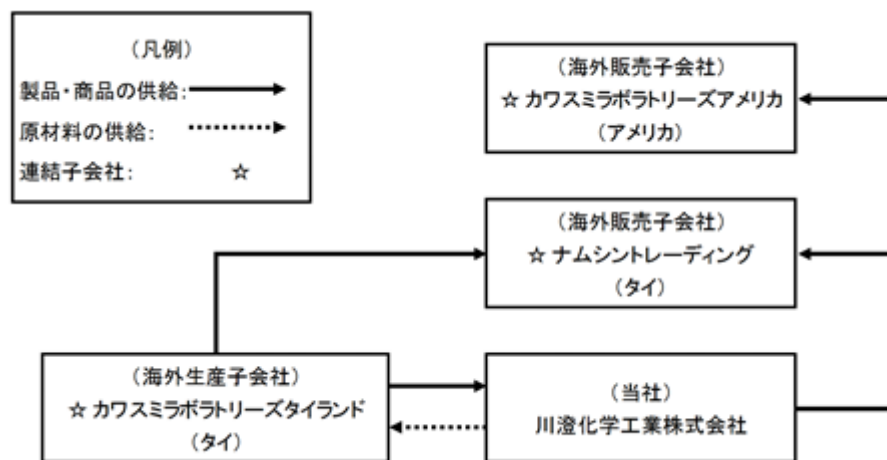 （凡例）
製品・商品の供給:
原材料の供給:
連結子会社: ☆
（海外販売子会社）
☆ カワスミラボラトリーズアメリカ
（アメリカ）
（海外販売子会社）
☆ ナムシントレーディング
（タイ）
（海外生産子会社）
☆ カワスミラボラトリーズタイランド
（タイ）
（当社）
川澄化学工業株式会社